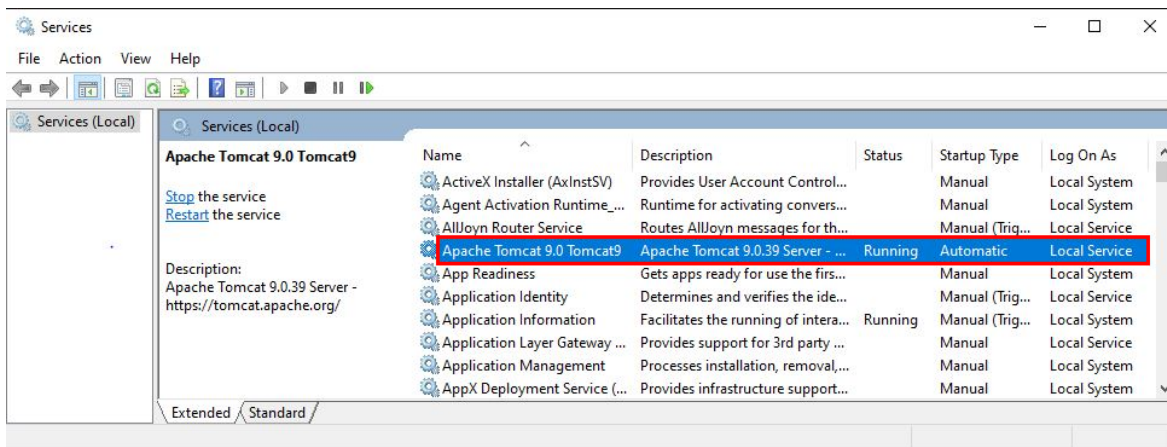 Services
File Action View Help
Services (Local)
Services (Local)
Apache Tomcat 9.0 Tomcat9
Stop the service
Restart the service
Description:
Apache Tomcat 9.0.39 Server -
https://tomcat.apache.org/
Name Description Status Startup Type Log On As
ActiveX Installer (AxInstSV) Provides User Account Control... Manual Local System
Agent Activation Runtime_... Runtime for activating convers... Manual Local System
AllJoyn Router Service Routes AllJoyn messages for th... Manual (Trig... Local Service
Apache Tomcat 9.0 Tomcat9 Apache Tomcat 9.0.39 Server - ... Running Automatic Local Service
App Readiness Gets apps ready for use the firs... Manual Local System
Application Identity Determines and verifies the ide... Manual (Trig... Local Service
Application Information Facilitates the running of intera... Running Manual (Trig... Local System
Application Layer Gateway ... Provides support for 3rd party ... Manual Local Service
Application Management Processes installation, removal,... Manual Local System
AppX Deployment Service (... Provides infrastructure support... Manual Local System
Extended Standard